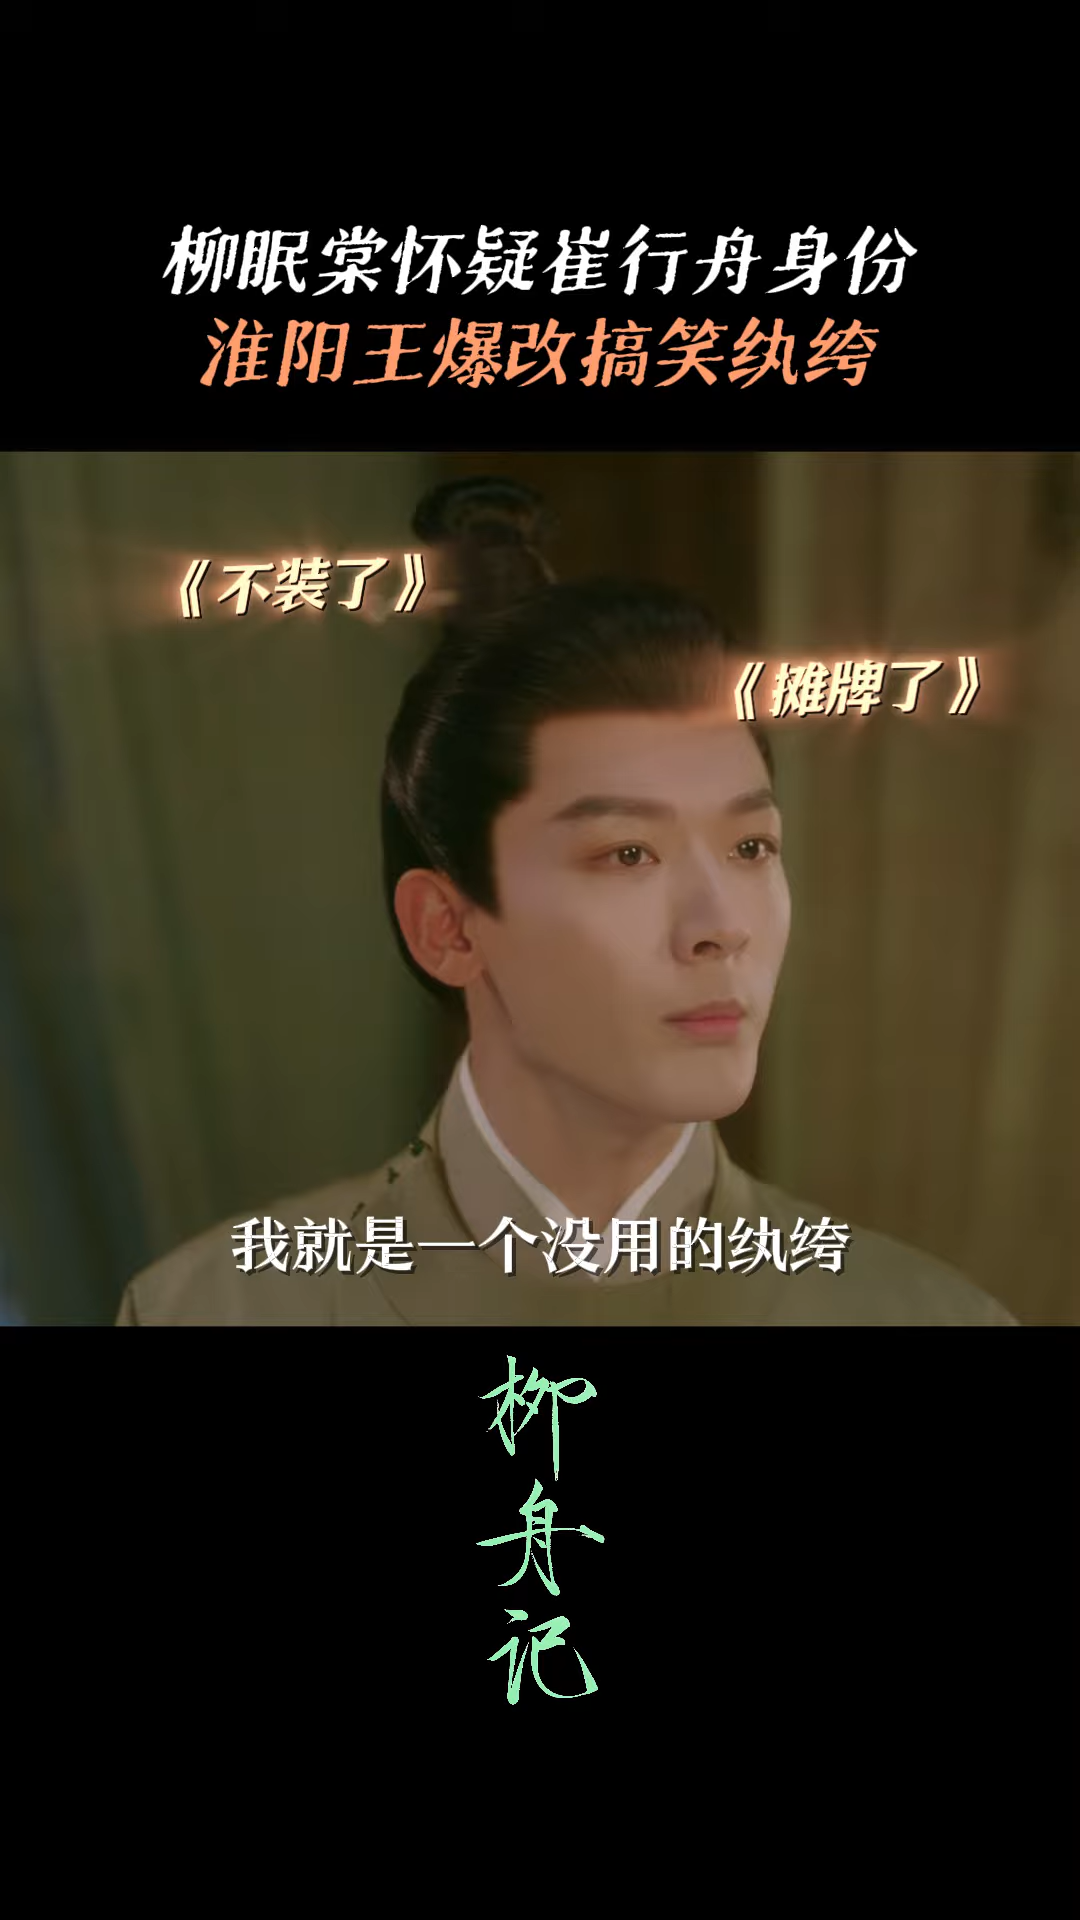 柳眠棠怀疑崔行舟身份
淮阳王爆改搞笑纨绔
《不装了》
《摊牌了》
我就是一个没用的纨绔
柳
舟
记